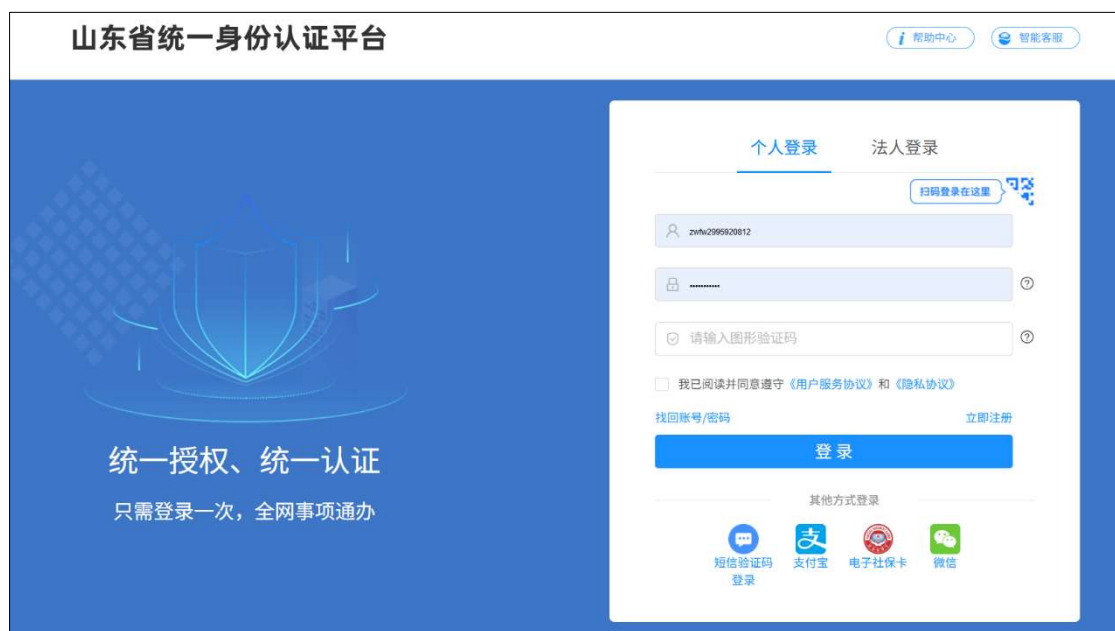 山东省统一身份认证平台
帮助中心
智能客服
个人登录
法人登录
扫码登录在这里
zwfw2995920812
•••••••••••
请输入图形验证码
我已阅读并同意遵守《用户服务协议》和《隐私协议》
找回账号/密码
立即注册
登录
统一授权、统一认证
只需登录一次，全网事项通办
其他方式登录
短信验证码
登录
支付宝
电子社保卡
微信